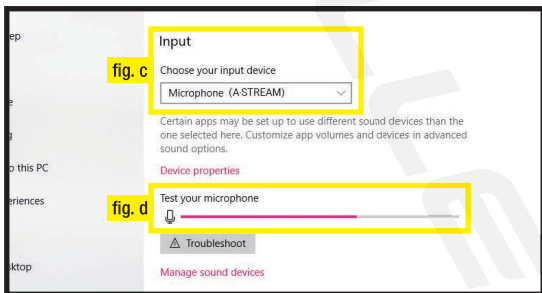 ep
Input
fig. c
Choose your input device
Microphone (A-STREAM)
e
Certain apps may be set up to use different sound devices than the
one selected here. Customize app volumes and devices in advanced
sound options.
g
o this PC
Device properties
eriences
Test your microphone
fig. d
Troubleshoot
sktop
Manage sound devices